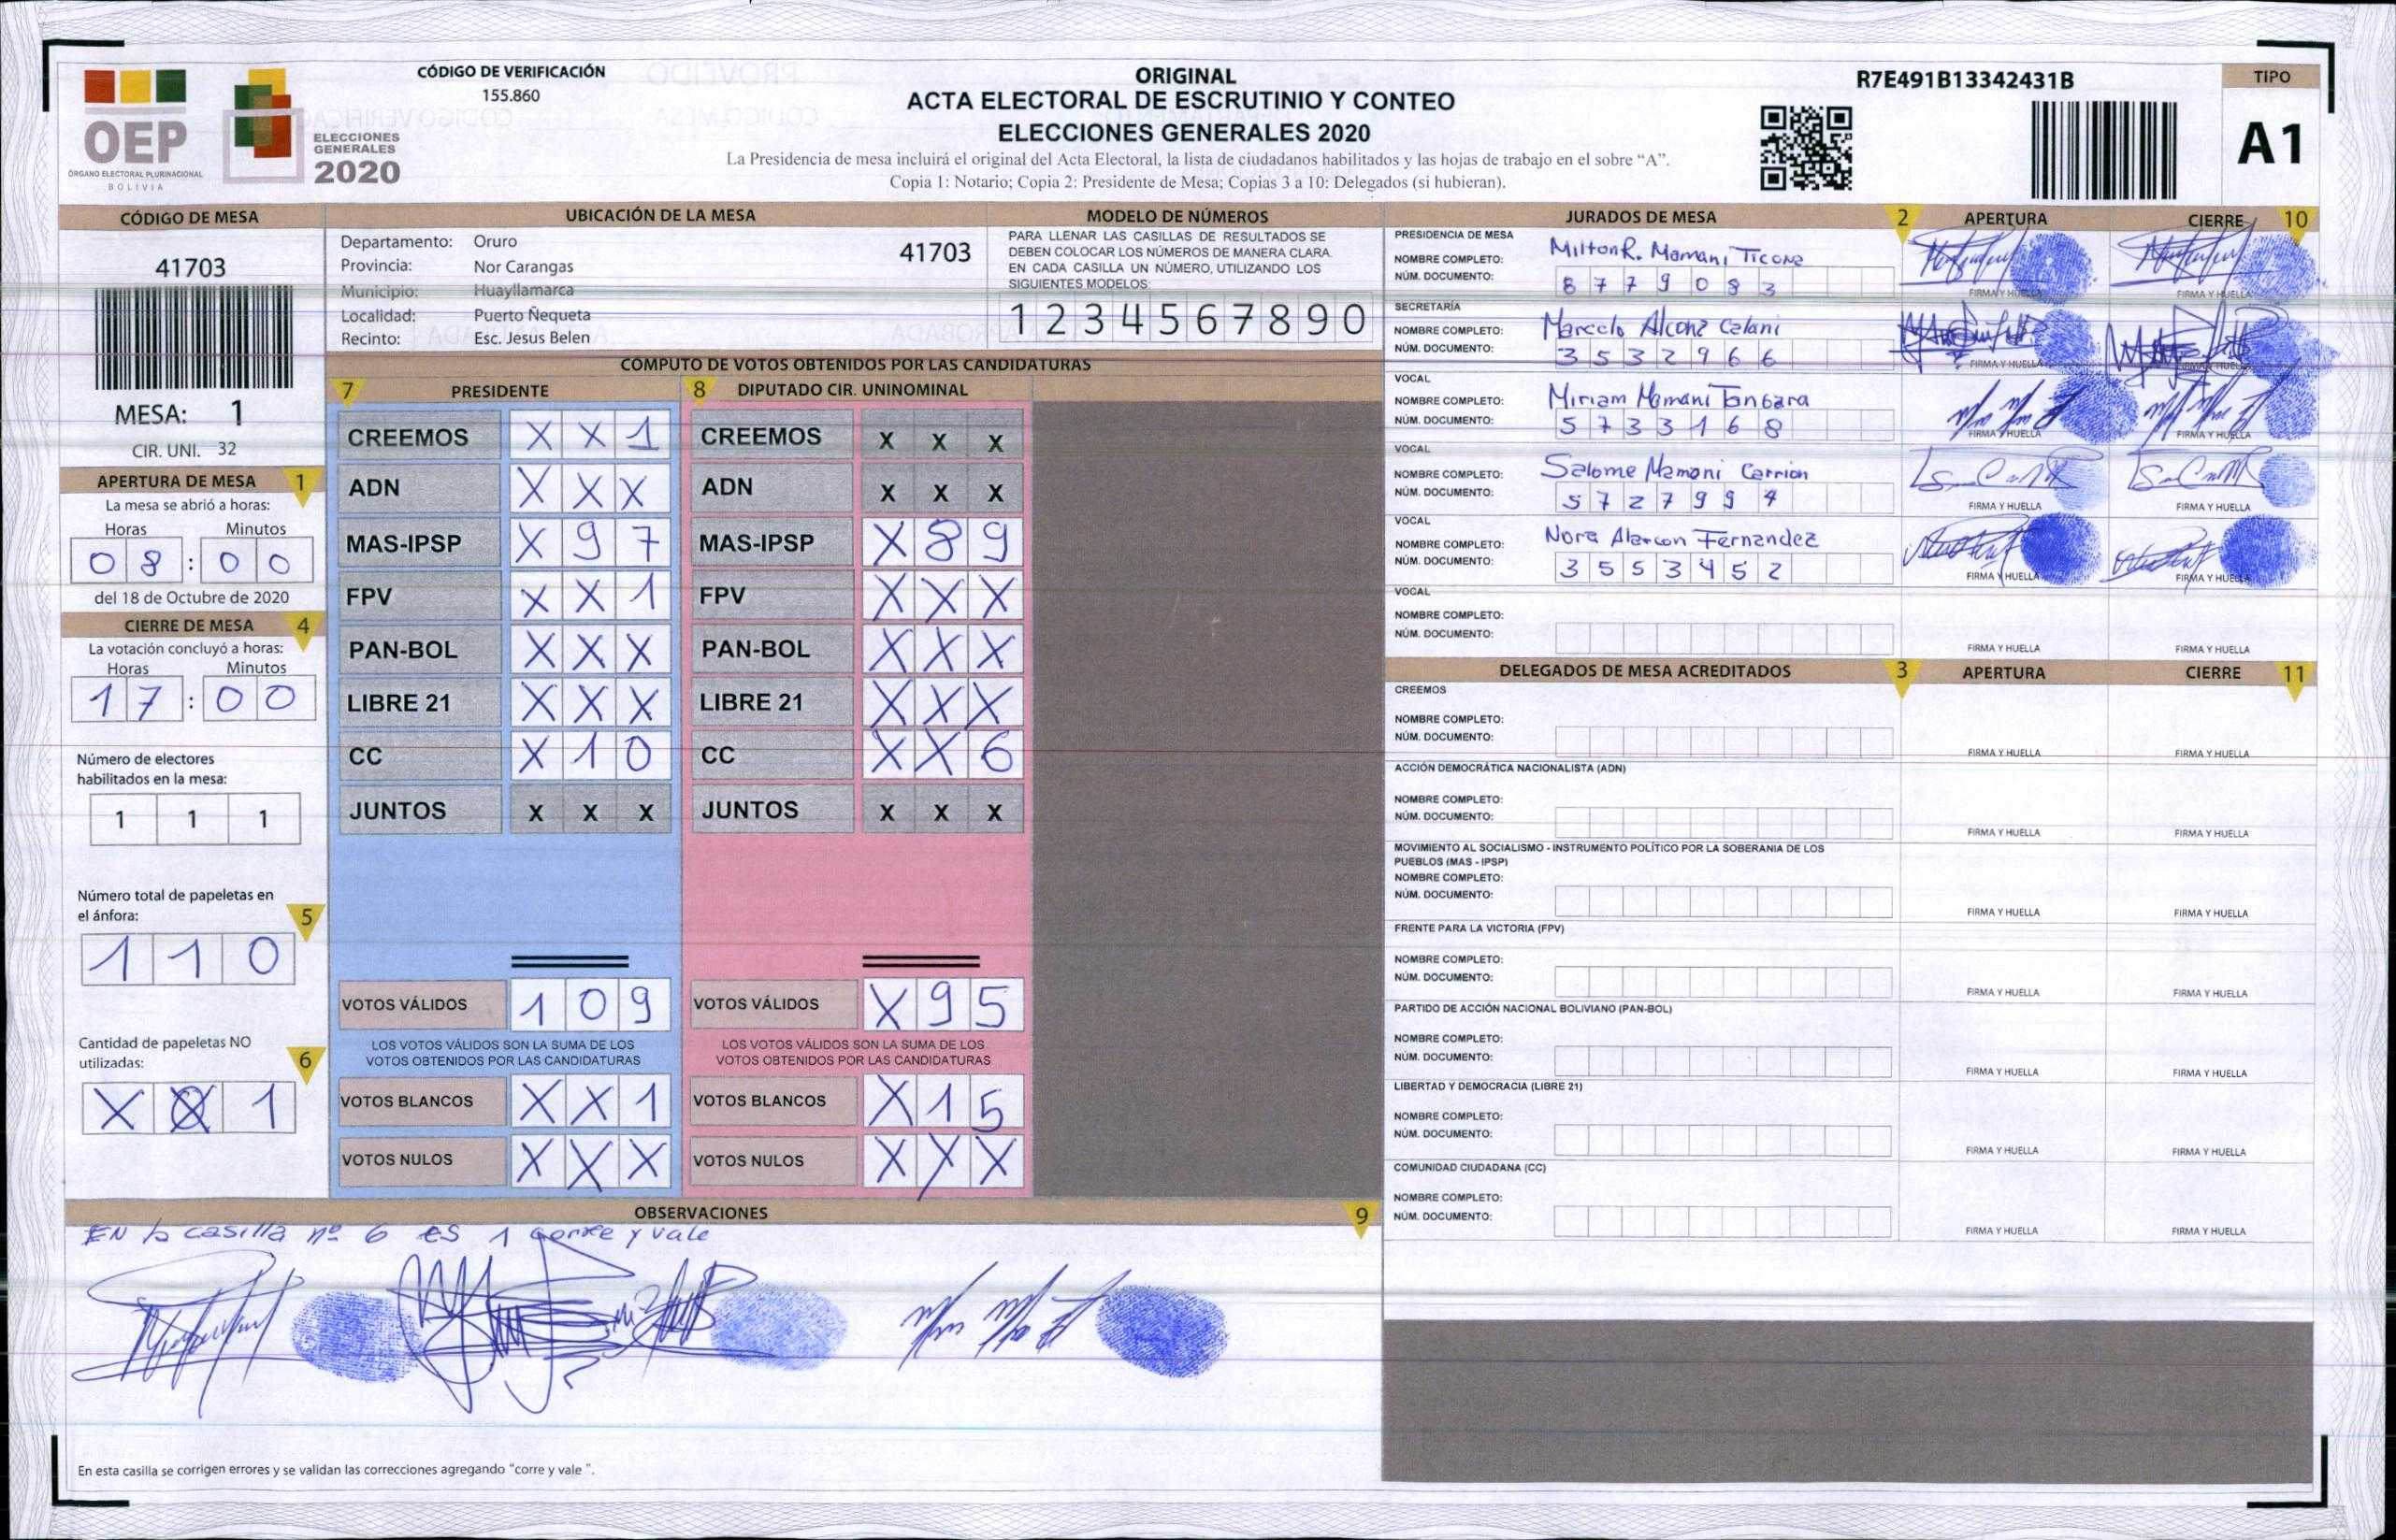 OEP
ÓRGANO ELECTORAL PLURINACIONAL
BOLIVIA
ELECCIONES
GENERALES
2020
CÓDIGO DE VERIFICACIÓN
155.860
ORIGINAL
ACTA ELECTORAL DE ESCRUTINIO Y CONTEO
ELECCIONES GENERALES 2020
La Presidencia de mesa incluirá el original del Acta Electoral, la lista de ciudadanos habilitados y las hojas de trabajo en el sobre “A”.
Copia 1: Notario; Copia 2: Presidente de Mesa; Copias 3 a 10: Delegados (si hubieran).
R7E491B13342431B
TIPO
A1
CÓDIGO DE MESA
41703
MESA: 1
CIR. UNI. 32
APERTURA DE MESA 1
La mesa se abrió a horas:
Horas Minutos
0 8 : 0 0
del 18 de Octubre de 2020
CIERRE DE MESA 4
La votación concluyó a horas:
Horas Minutos
1 7 : 0 0
Número de electores
habilitados en la mesa:
1 1 1
Número total de papeletas en
el ánfora: 5
1 1 0
Cantidad de papeletas NO
utilizadas: 6
X 1
UBICACIÓN DE LA MESA
Departamento: Oruro 41703
Provincia: Nor Carangas
Municipio: Huayllamarca
Localidad: Puerto Ñequeta
Recinto: Esc. Jesus Belen
MODELO DE NÚMEROS
PARA LLENAR LAS CASILLAS DE RESULTADOS SE
DEBEN COLOCAR LOS NÚMEROS DE MANERA CLARA.
EN CADA CASILLA UN NÚMERO, UTILIZANDO LOS
SIGUIENTES MODELOS:
1 2 3 4 5 6 7 8 9 0
COMPUTO DE VOTOS OBTENIDOS POR LAS CANDIDATURAS
7 PRESIDENTE 8 DIPUTADO CIR. UNINOMINAL
CREEMOS X X 1 CREEMOS X X X
ADN X X X ADN X X X
MAS-IPSP X 9 7 MAS-IPSP X 8 9
FPV X X 1 FPV X X X
PAN-BOL X X X PAN-BOL X X X
LIBRE 21 X X X LIBRE 21 X X X
CC X 1 0 CC X X 6
JUNTOS X X X JUNTOS X X X
VOTOS VÁLIDOS 1 0 9 VOTOS VÁLIDOS X 9 5
LOS VOTOS VÁLIDOS SON LA SUMA DE LOS LOS VOTOS VÁLIDOS SON LA SUMA DE LOS
VOTOS OBTENIDOS POR LAS CANDIDATURAS VOTOS OBTENIDOS POR LAS CANDIDATURAS
VOTOS BLANCOS X X 1 VOTOS BLANCOS X 1 5
VOTOS NULOS X X X VOTOS NULOS X X X
OBSERVACIONES 9
EN la casilla nº 6 es 1 corre y vale
En esta casilla se corrigen errores y se validan las correcciones agregando “corre y vale ”.
JURADOS DE MESA 2 APERTURA CIERRE 10
PRESIDENCIA DE MESA
NOMBRE COMPLETO: Milton R. Mamani Ticona
NÚM. DOCUMENTO: 8 7 7 9 0 8 3
FIRMA Y HUELLA FIRMA Y HUELLA
SECRETARÍA
NOMBRE COMPLETO: Marcelo Alconz Calani
NÚM. DOCUMENTO: 3 5 3 2 9 6 6
FIRMA Y HUELLA FIRMA Y HUELLA
VOCAL
NOMBRE COMPLETO: Miriam Mamani Tangara
NÚM. DOCUMENTO: 5 7 3 3 1 6 8
FIRMA Y HUELLA FIRMA Y HUELLA
VOCAL
NOMBRE COMPLETO: Salome Mamani Carrion
NÚM. DOCUMENTO: 5 7 2 7 9 9 4
FIRMA Y HUELLA FIRMA Y HUELLA
VOCAL
NOMBRE COMPLETO: Nora Alarcon Fernandez
NÚM. DOCUMENTO: 3 5 5 3 4 5 2
FIRMA Y HUELLA FIRMA Y HUELLA
VOCAL
NOMBRE COMPLETO:
NÚM. DOCUMENTO:
FIRMA Y HUELLA FIRMA Y HUELLA
DELEGADOS DE MESA ACREDITADOS 3 APERTURA CIERRE 11
CREEMOS
NOMBRE COMPLETO:
NÚM. DOCUMENTO:
FIRMA Y HUELLA FIRMA Y HUELLA
ACCIÓN DEMOCRÁTICA NACIONALISTA (ADN)
NOMBRE COMPLETO:
NÚM. DOCUMENTO:
FIRMA Y HUELLA FIRMA Y HUELLA
MOVIMIENTO AL SOCIALISMO - INSTRUMENTO POLÍTICO POR LA SOBERANIA DE LOS
PUEBLOS (MAS - IPSP)
NOMBRE COMPLETO:
NÚM. DOCUMENTO:
FIRMA Y HUELLA FIRMA Y HUELLA
FRENTE PARA LA VICTORIA (FPV)
NOMBRE COMPLETO:
NÚM. DOCUMENTO:
FIRMA Y HUELLA FIRMA Y HUELLA
PARTIDO DE ACCIÓN NACIONAL BOLIVIANO (PAN-BOL)
NOMBRE COMPLETO:
NÚM. DOCUMENTO:
FIRMA Y HUELLA FIRMA Y HUELLA
LIBERTAD Y DEMOCRACIA (LIBRE 21)
NOMBRE COMPLETO:
NÚM. DOCUMENTO:
FIRMA Y HUELLA FIRMA Y HUELLA
COMUNIDAD CIUDADANA (CC)
NOMBRE COMPLETO:
NÚM. DOCUMENTO:
FIRMA Y HUELLA FIRMA Y HUELLA